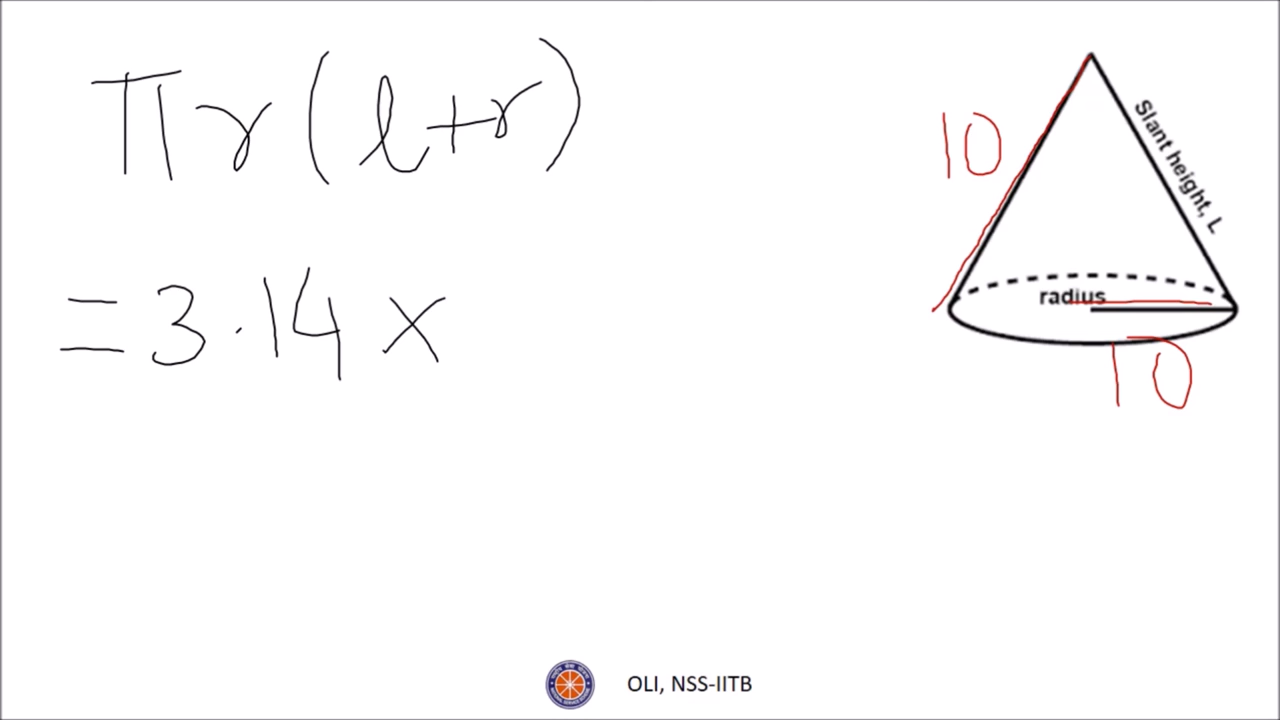 πr(l+r)
=3.14×
10
Slant height, L
radius
10
OLI, NSS-IITB